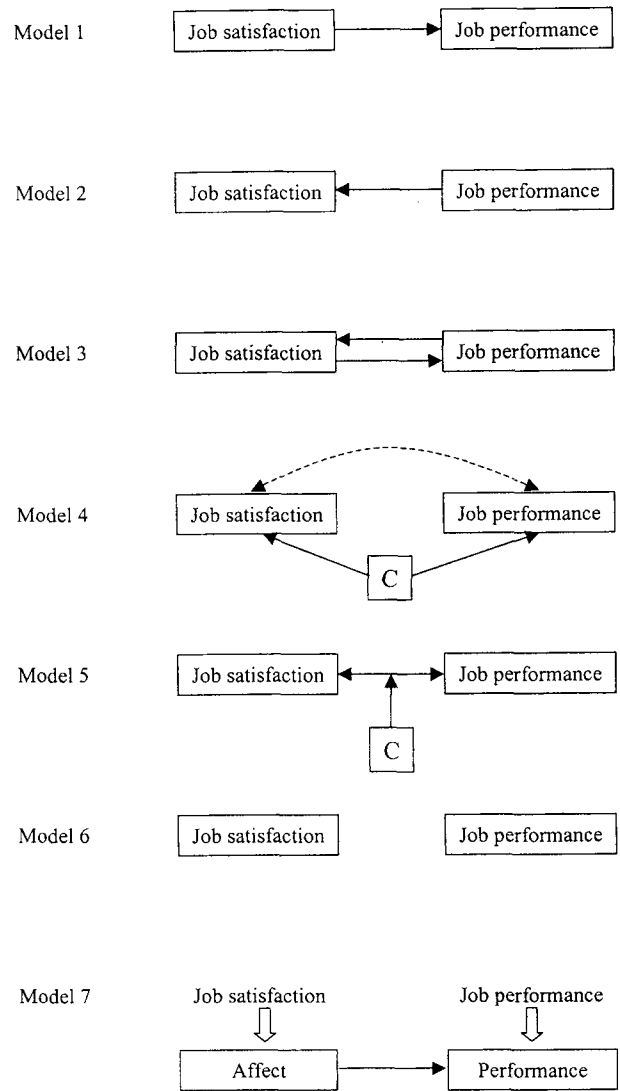 Model 1 Job satisfaction Job performance
Model 2 Job satisfaction Job performance
Model 3 Job satisfaction Job performance
Model 4 Job satisfaction Job performance
C
Model 5 Job satisfaction Job performance
C
Model 6 Job satisfaction Job performance
Model 7 Job satisfaction Job performance
Affect Performance